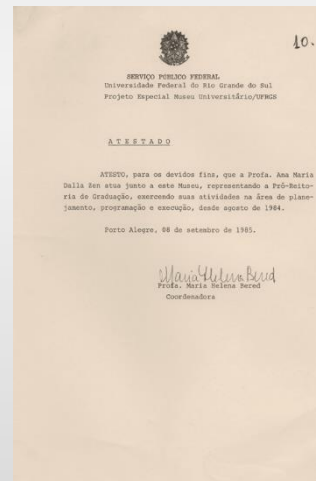 10.
SERVIÇO PÚBLICO FEDERAL
Universidade Federal do Rio Grande do Sul
Projeto Especial Museu Universitário/UFRGS
A T E S T A D O
ATESTO, para os devidos fins, que a Profa. Ana Maria
Dalla Zen atua junto a este Museu, representando a Pró-Reito-
ria de Graduação, exercendo suas atividades na área de plane-
jamento, programação e execução, desde agosto de 1984.
Porto Alegre, 08 de setembro de 1985.
Maria Helena Bered
Profa. Maria Helena Bered
Coordenadora